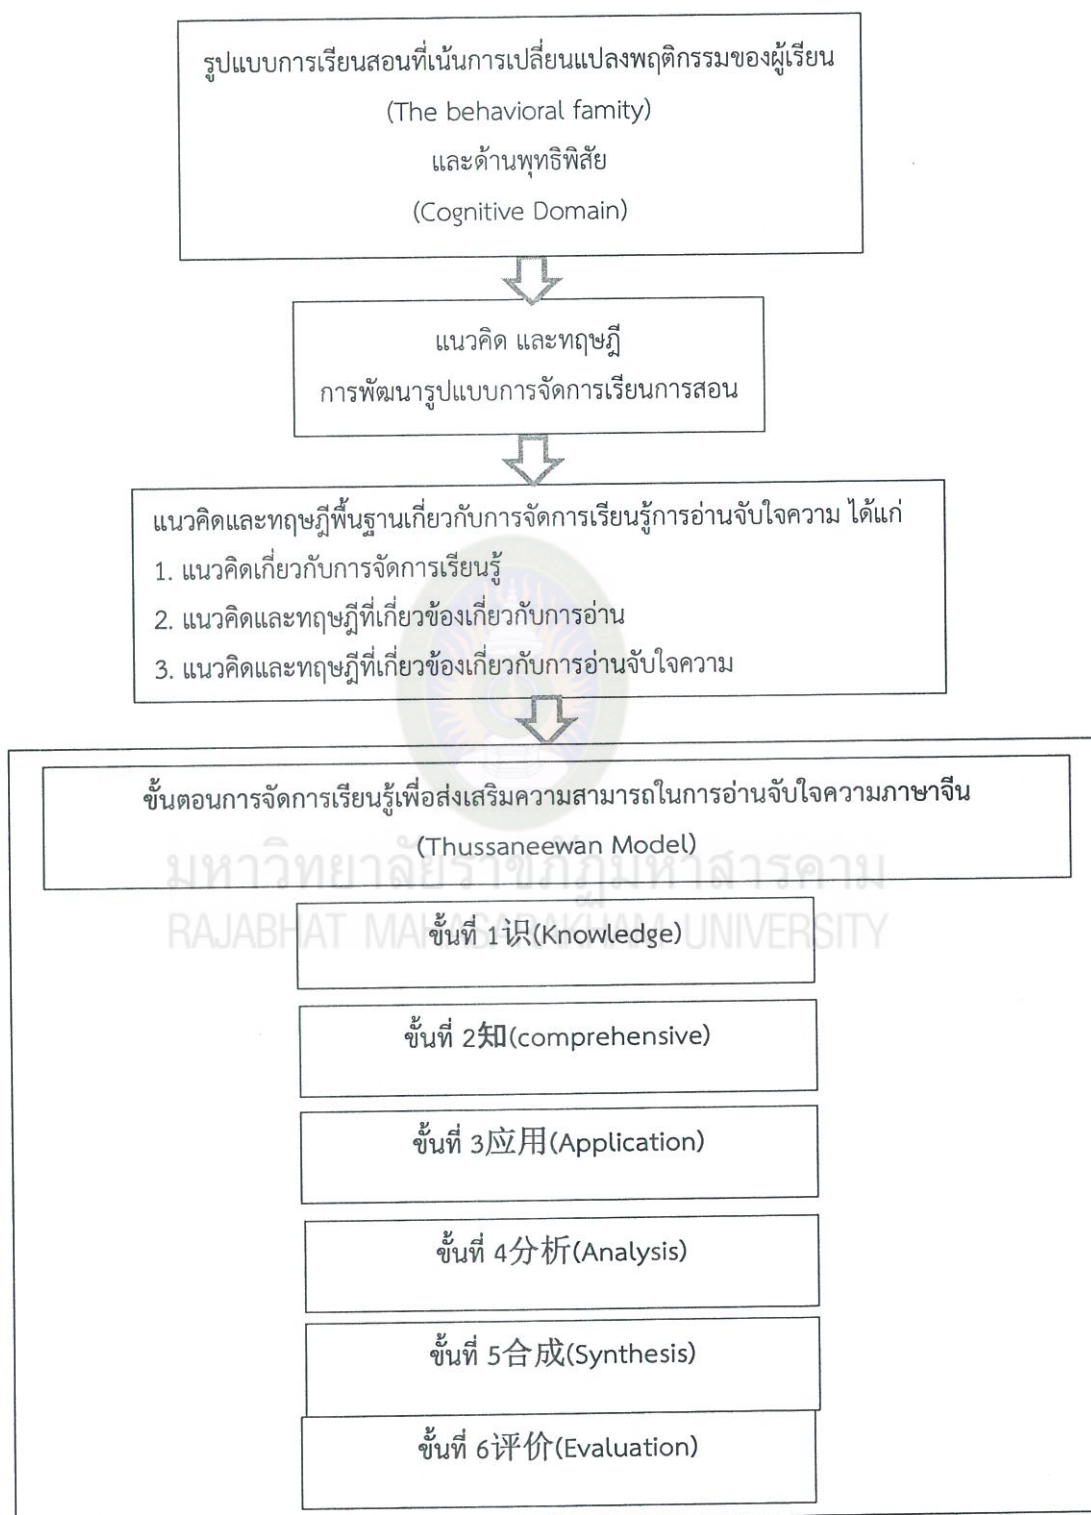 รูปแบบการเรียนสอนที่เน้นการเปลี่ยนแปลงพฤติกรรมของผู้เรียน
(The behavioral famity)
และด้านพุทธิพิสัย
(Cognitive Domain)
แนวคิด และทฤษฎี
การพัฒนารูปแบบการจัดการเรียนการสอน
แนวคิดและทฤษฎีพื้นฐานเกี่ยวกับการจัดการเรียนรู้การอ่านจับใจความ ได้แก่
1. แนวคิดเกี่ยวกับการจัดการเรียนรู้
2. แนวคิดและทฤษฎีที่เกี่ยวข้องเกี่ยวกับการอ่าน
3. แนวคิดและทฤษฎีที่เกี่ยวข้องเกี่ยวกับการอ่านจับใจความ
ขั้นตอนการจัดการเรียนรู้เพื่อส่งเสริมความสามารถในการอ่านจับใจความภาษาจีน
(Thussaneewan Model)
มหาวิทยาลัยราชภัฏมหาสารคาม
RAJABHAT MAHASARAKHAM UNIVERSITY
ขั้นที่ 1识(Knowledge)
ขั้นที่ 2知(comprehensive)
ขั้นที่ 3应用(Application)
ขั้นที่ 4分析(Analysis)
ขั้นที่ 5合成(Synthesis)
ขั้นที่ 6评价(Evaluation)